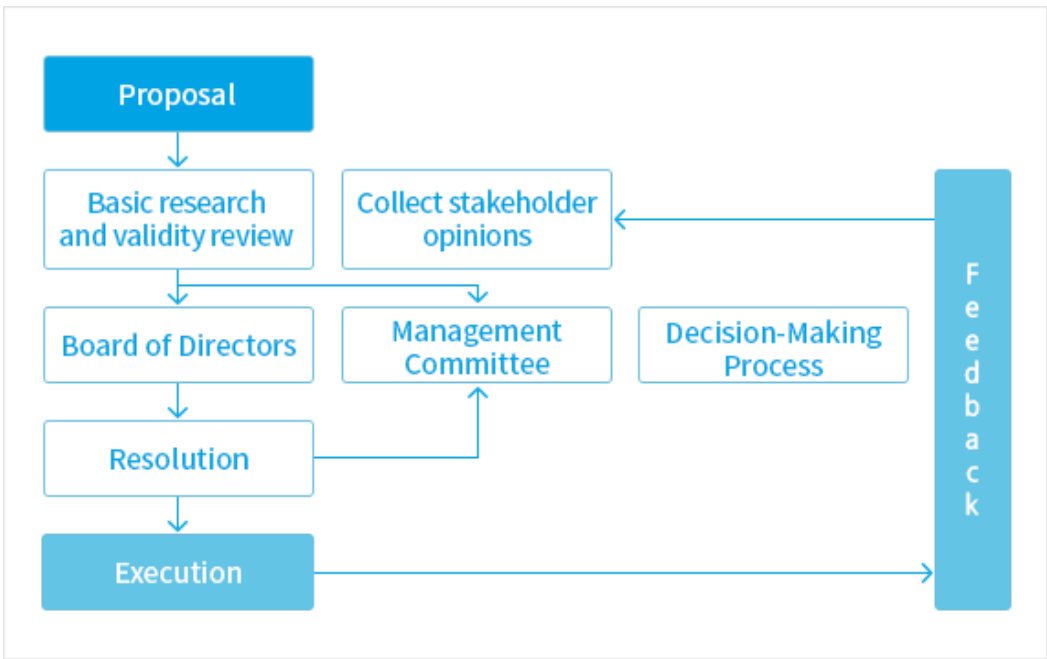 Proposal
Basic research
and validity review
Collect stakeholder
opinions
Board of Directors
Management
Committee
Decision-Making
Process
Resolution
Execution
Feedback